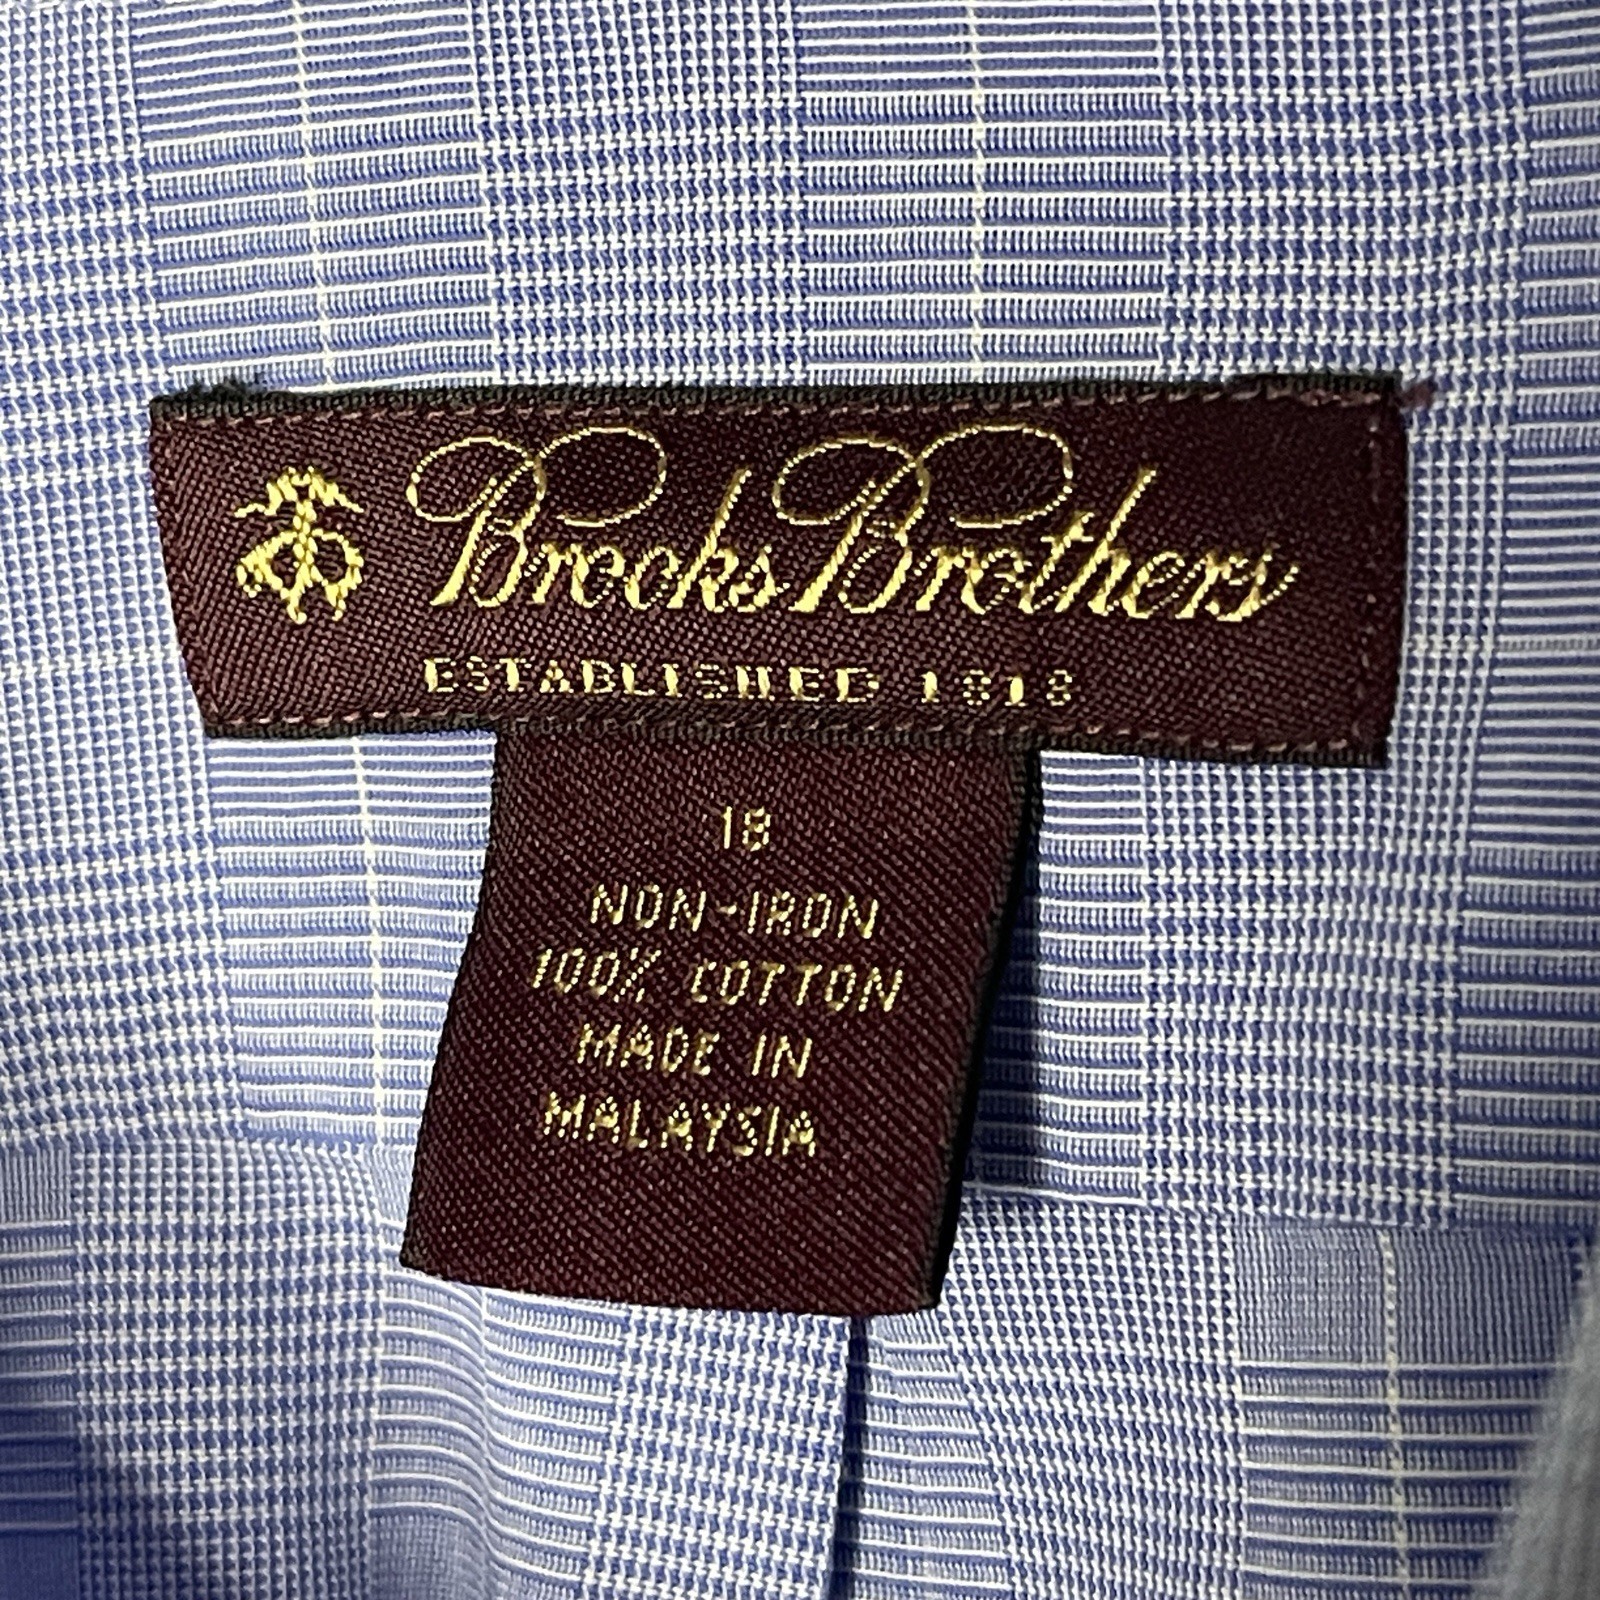 Brooks Brothers
ESTABLISHED 1818
18
NON-IRON
100% COTTON
MADE IN
MALAYSIA